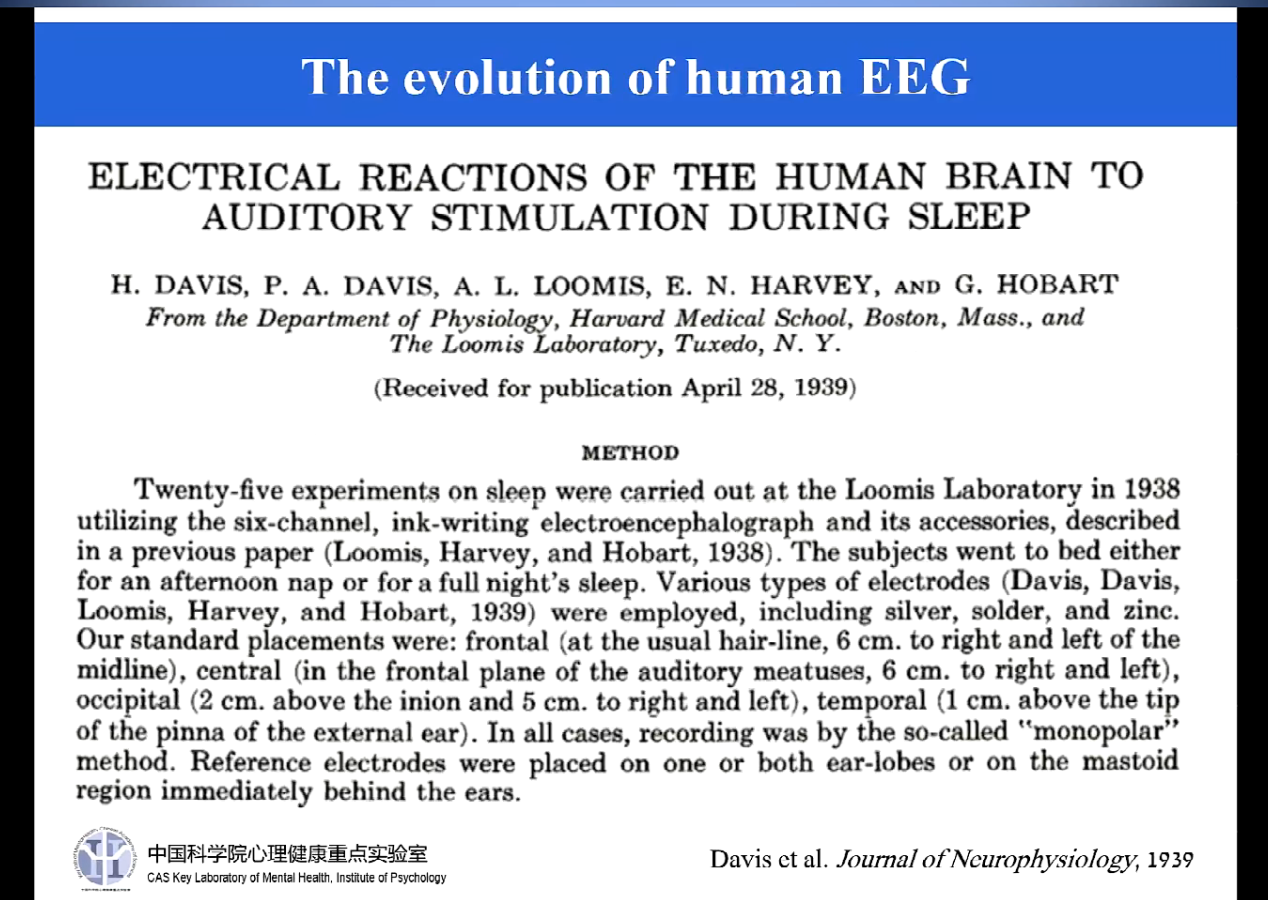 The evolution of human EEG
ELECTRICAL REACTIONS OF THE HUMAN BRAIN TO
AUDITORY STIMULATION DURING SLEEP
H. DAVIS, P. A. DAVIS, A. L. LOOMIS, E. N. HARVEY, AND G. HOBART
From the Department of Physiology, Harvard Medical School, Boston, Mass., and
The Loomis Laboratory, Tuxedo, N. Y.
(Received for publication April 28, 1939)
METHOD
Twenty-five experiments on sleep were carried out at the Loomis Laboratory in 1938
utilizing the six-channel, ink-writing electroencephalograph and its accessories, described
in a previous paper (Loomis, Harvey, and Hobart, 1938). The subjects went to bed either
for an afternoon nap or for a full night's sleep. Various types of electrodes (Davis, Davis,
Loomis, Harvey, and Hobart, 1939) were employed, including silver, solder, and zinc.
Our standard placements were: frontal (at the usual hair-line, 6 cm. to right and left of the
midline), central (in the frontal plane of the auditory meatuses, 6 cm. to right and left),
occipital (2 cm. above the inion and 5 cm. to right and left), temporal (1 cm. above the tip
of the pinna of the external ear). In all cases, recording was by the so-called "monopolar"
method. Reference electrodes were placed on one or both ear-lobes or on the mastoid
region immediately behind the ears.
中国科学院心理健康重点实验室
CAS Key Laboratory of Mental Health, Institute of Psychology
Davis et al. Journal of Neurophysiology, 1939